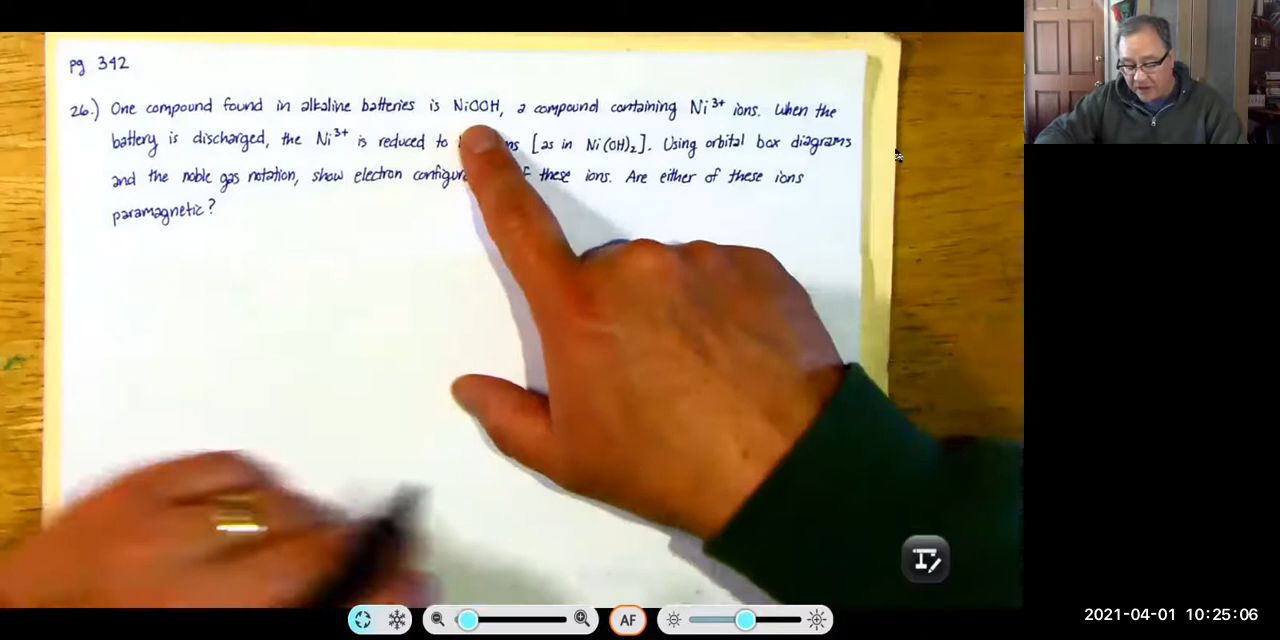 pg 342
26.) One compound found in alkaline batteries is NiOOH, a compound containing Ni3+ ions. When the
battery is discharged, the Ni3+ is reduced to [as in Ni(OH)2]. Using orbital box diagrams
and the noble gas notation, show electron these ions. Are either of these ions
paramagnetic?
AF
2021-04-01 10:25:06